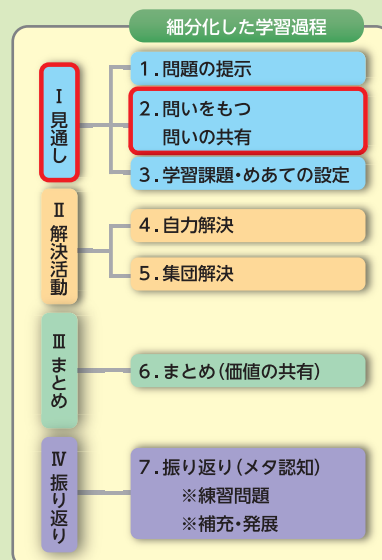 細分化した学習過程
Ⅰ 見通し
1.問題の提示
2.問いをもつ
問いの共有
3.学習課題・めあての設定
Ⅱ 解決活動
4.自力解決
5.集団解決
Ⅲ まとめ
6.まとめ(価値の共有)
Ⅳ 振り返り
7.振り返り(メタ認知)
※練習問題
※補充・発展